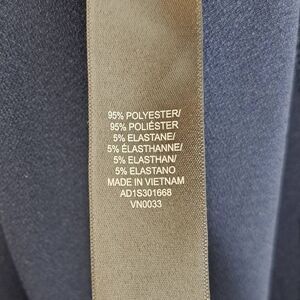 95% POLYESTER/
95% POLIÉSTER
5% ELASTANE/
5% ÉLASTHANNE/
5% ELASTHAN/
5% ELASTANO
MADE IN VIETNAM
AD1S301668
VN0033